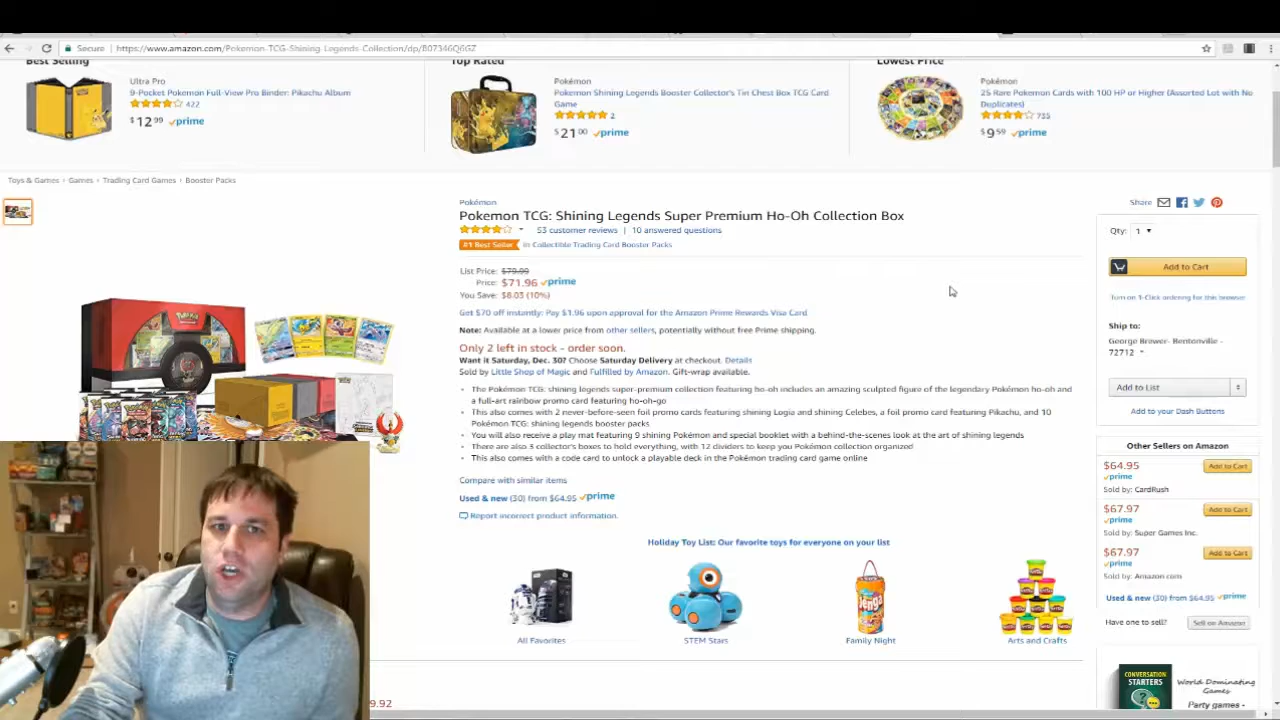 Secure https://www.amazon.com/Pokemon-TCG-Shining-Legends-Collection/dp/B07346Q6GZ
Best Selling
Top Rated
Lowest Price
Ultra Pro
9-Pocket Pokemon Full-View Pro Binder: Pikachu Album
422
$12 99 prime
Pokémon
Pokemon Shining Legends Booster Collector's Tin Chest Box TCG Card
Game
2
$21 00 prime
Pokémon
25 Rare Pokemon Cards with 100 HP or Higher (Assorted Lot with No
Duplicates)
735
$9 59 prime
Toys & Games › Games › Trading Card Games › Booster Packs
Pokémon
Pokemon TCG: Shining Legends Super Premium Ho-Oh Collection Box
53 customer reviews | 10 answered questions
#1 Best Seller in Collectible Trading Card Booster Packs
List Price: $79.99
Price: $71.96 prime
You Save: $8.03 (10%)
Get $70 off instantly: Pay $1.96 upon approval for the Amazon Prime Rewards Visa Card.
Note: Available at a lower price from other sellers, potentially without free Prime shipping.
Only 2 left in stock - order soon.
Want it Saturday, Dec. 30? Choose Saturday Delivery at checkout. Details
Sold by Little Shop of Magic and Fulfilled by Amazon. Gift-wrap available.
The Pokémon TCG: shining legends super-premium collection featuring ho-oh includes an amazing sculpted figure of the legendary Pokémon ho-oh and
a full-art rainbow promo card featuring ho-oh-go
This also comes with 2 never-before-seen foil promo cards featuring shining Logia and shining Celebes, a foil promo card featuring Pikachu, and 10
Pokémon TCG: shining legends booster packs
You will also receive a play mat featuring 9 shining Pokémon and special booklet with a behind-the-scenes look at the art of shining legends
There are also 3 collector's boxes to hold everything, with 12 dividers to keep you Pokémon collection organized
This also comes with a code card to unlock a playable deck in the Pokémon trading card game online
Compare with similar items
Used & new (30) from $64.95 prime
Report incorrect product information.
Holiday Toy List: Our favorite toys for everyone on your list
All Favorites
STEM Stars
Jenga
Family Night
Arts and Crafts
9.92
Share
Qty: 1
Add to Cart
Turn on 1-Click ordering for this browser
Ship to:
George Brewer- Bentonville -
72712
Add to List
Add to your Dash Buttons
Other Sellers on Amazon
$64.95 Add to Cart
prime
Sold by: CardRush
$67.97 Add to Cart
prime
Sold by: Super Games Inc.
$67.97 Add to Cart
prime
Sold by: Amazon.com
Used & new (30) from $64.95 prime
Have one to sell? Sell on Amazon
CONVERSATION
STARTERS
World Dominating
Games
Party games -